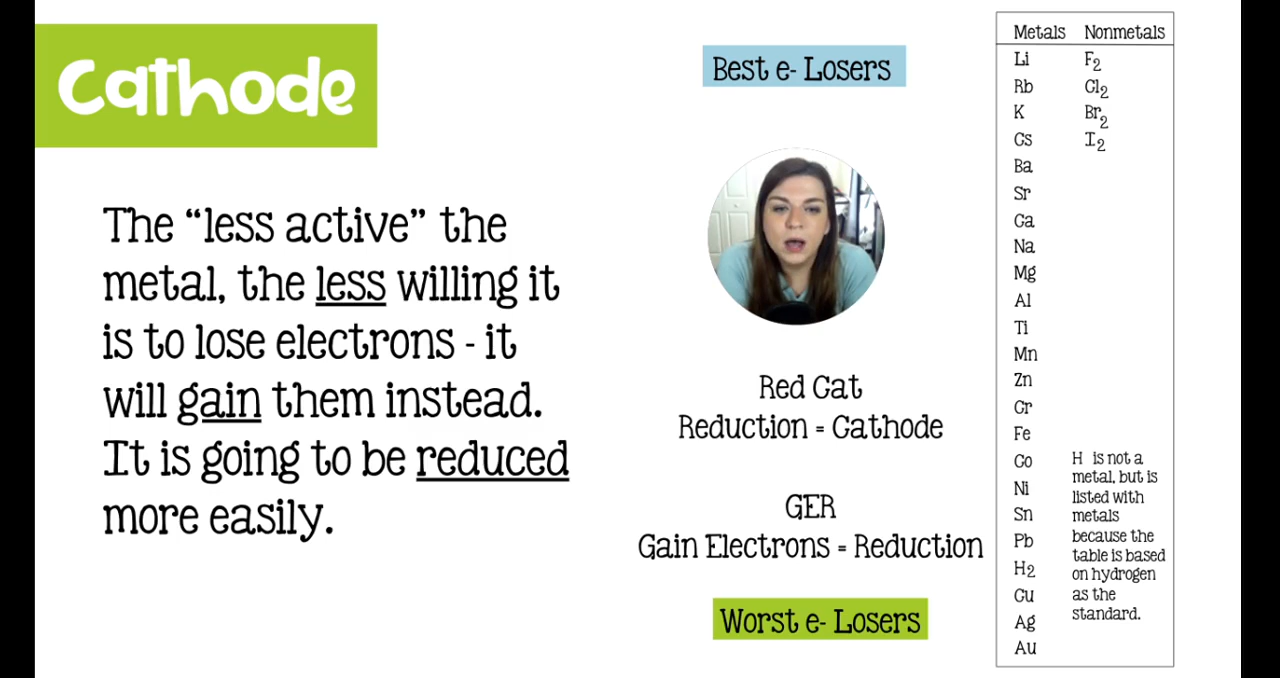 Cathode
The “less active” the
metal, the less willing it
is to lose electrons - it
will gain them instead.
It is going to be reduced
more easily.
Best e- Losers
Red Cat
Reduction = Cathode
GER
Gain Electrons = Reduction
Worst e- Losers
Metals Nonmetals
Li F2
Rb Cl2
K Br2
Cs I2
Ba
Sr
Ca
Na
Mg
Al
Ti
Mn
Zn
Cr
Fe
Co
Ni
Sn
Pb
H2
Cu
Ag
Au
H is not a
metal, but is
listed with
metals
because the
table is based
on hydrogen
as the
standard.